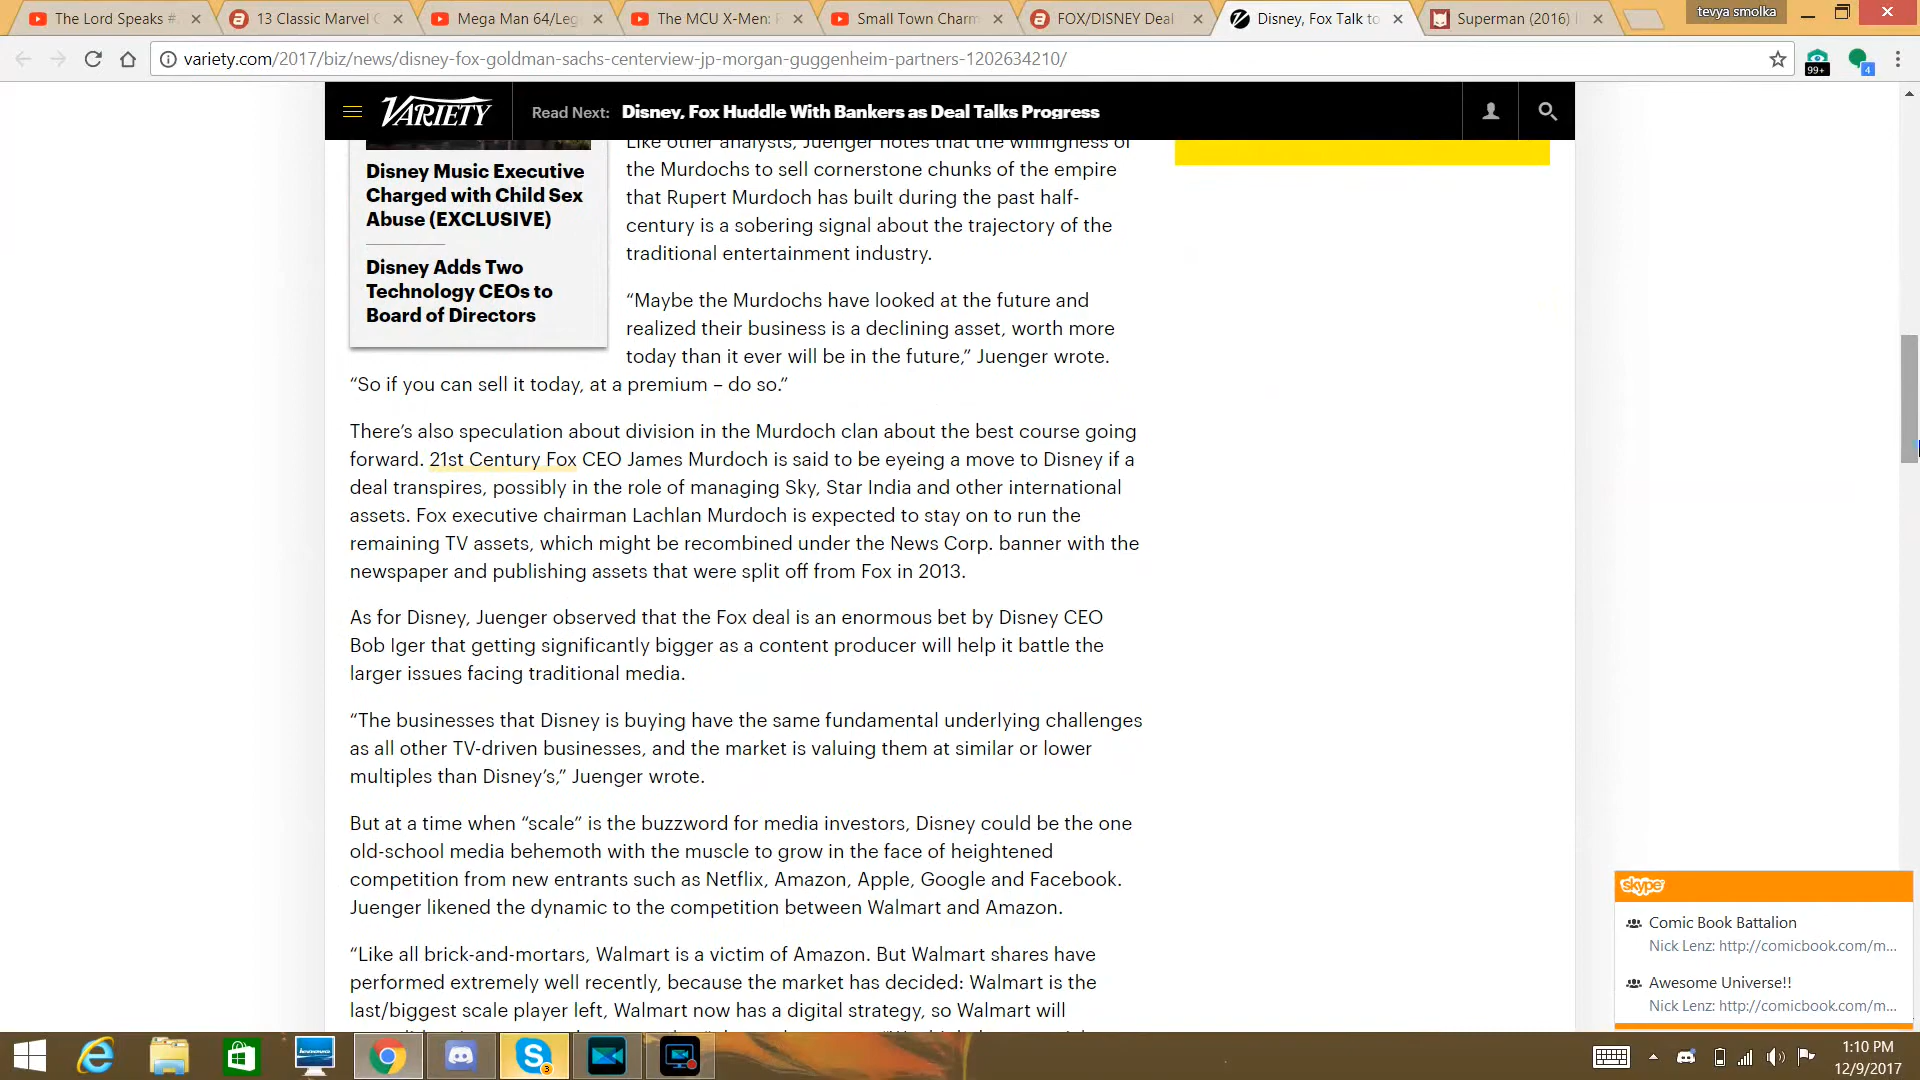 The Lord Speaks #
13 Classic Marvel C
Mega Man 64/Leg
The MCU X-Men: 
Small Town Charm
FOX/DISNEY Deal
Disney, Fox Talk to
Superman (2016)
tevya smolka
variety.com/2017/biz/news/disney-fox-goldman-sachs-centerview-jp-morgan-guggenheim-partners-1202634210/
99+
4
VARIETY
Read Next: Disney, Fox Huddle With Bankers as Deal Talks Progress
Disney Music Executive
Charged with Child Sex
Abuse (EXCLUSIVE)
Disney Adds Two
Technology CEOs to
Board of Directors
Like other analysts, Juenger notes that the willingness of
the Murdochs to sell cornerstone chunks of the empire
that Rupert Murdoch has built during the past half-
century is a sobering signal about the trajectory of the
traditional entertainment industry.
“Maybe the Murdochs have looked at the future and
realized their business is a declining asset, worth more
today than it ever will be in the future,” Juenger wrote.
“So if you can sell it today, at a premium – do so.”
There’s also speculation about division in the Murdoch clan about the best course going
forward. 21st Century Fox CEO James Murdoch is said to be eyeing a move to Disney if a
deal transpires, possibly in the role of managing Sky, Star India and other international
assets. Fox executive chairman Lachlan Murdoch is expected to stay on to run the
remaining TV assets, which might be recombined under the News Corp. banner with the
newspaper and publishing assets that were split off from Fox in 2013.
As for Disney, Juenger observed that the Fox deal is an enormous bet by Disney CEO
Bob Iger that getting significantly bigger as a content producer will help it battle the
larger issues facing traditional media.
“The businesses that Disney is buying have the same fundamental underlying challenges
as all other TV-driven businesses, and the market is valuing them at similar or lower
multiples than Disney’s,” Juenger wrote.
But at a time when “scale” is the buzzword for media investors, Disney could be the one
old-school media behemoth with the muscle to grow in the face of heightened
competition from new entrants such as Netflix, Amazon, Apple, Google and Facebook.
Juenger likened the dynamic to the competition between Walmart and Amazon.
“Like all brick-and-mortars, Walmart is a victim of Amazon. But Walmart shares have
performed extremely well recently, because the market has decided: Walmart is the
last/biggest scale player left, Walmart now has a digital strategy, so Walmart will
skype
Comic Book Battalion
Nick Lenz: http://comicbook.com/m...
Awesome Universe!!
Nick Lenz: http://comicbook.com/m...
3
1:10 PM
12/9/2017